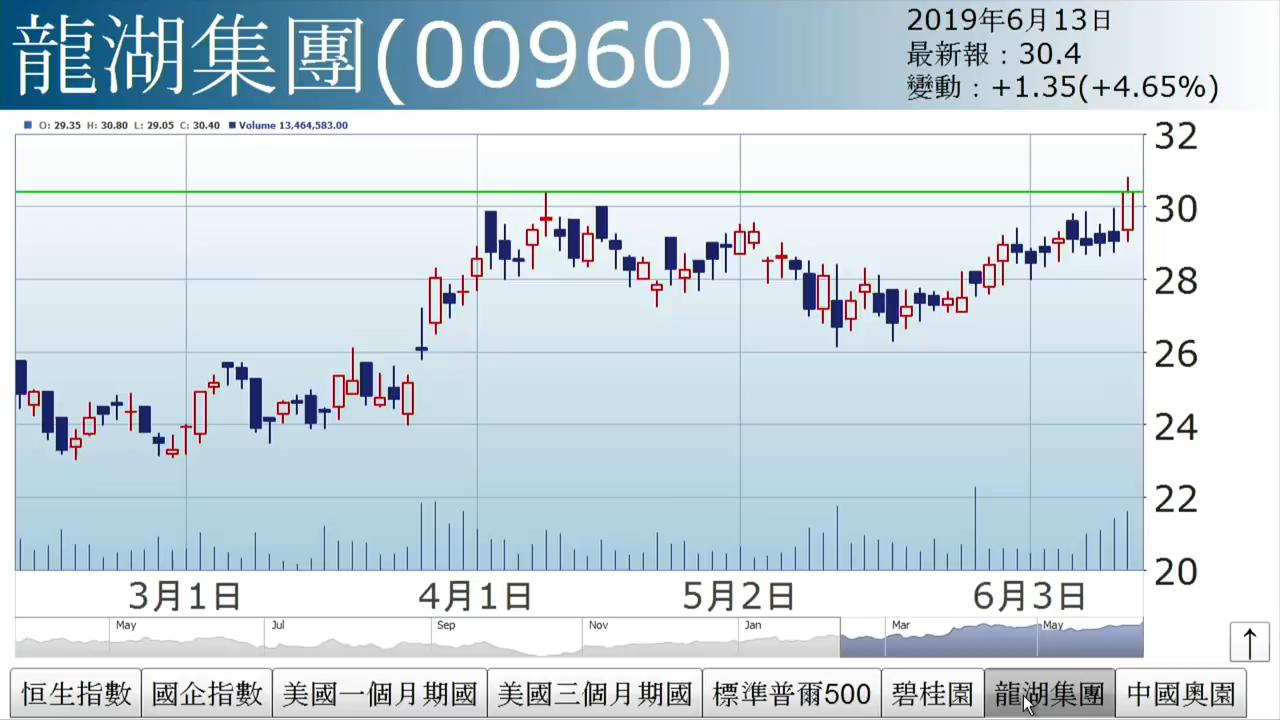 龍湖集團(00960)
2019年6月13日
最新報：30.4
變動：+1.35(+4.65%)
O: 29.35 H: 30.80 L: 29.05 C: 30.40 Volume 13,464,583.00
32
30
28
26
24
22
20
3月1日 4月1日 5月2日 6月3日
May Jul Sep Nov Jan Mar May
↑
恒生指數 國企指數 美國一個月期國 美國三個月期國 標準普爾500 碧桂園 龍湖集團 中國奧園